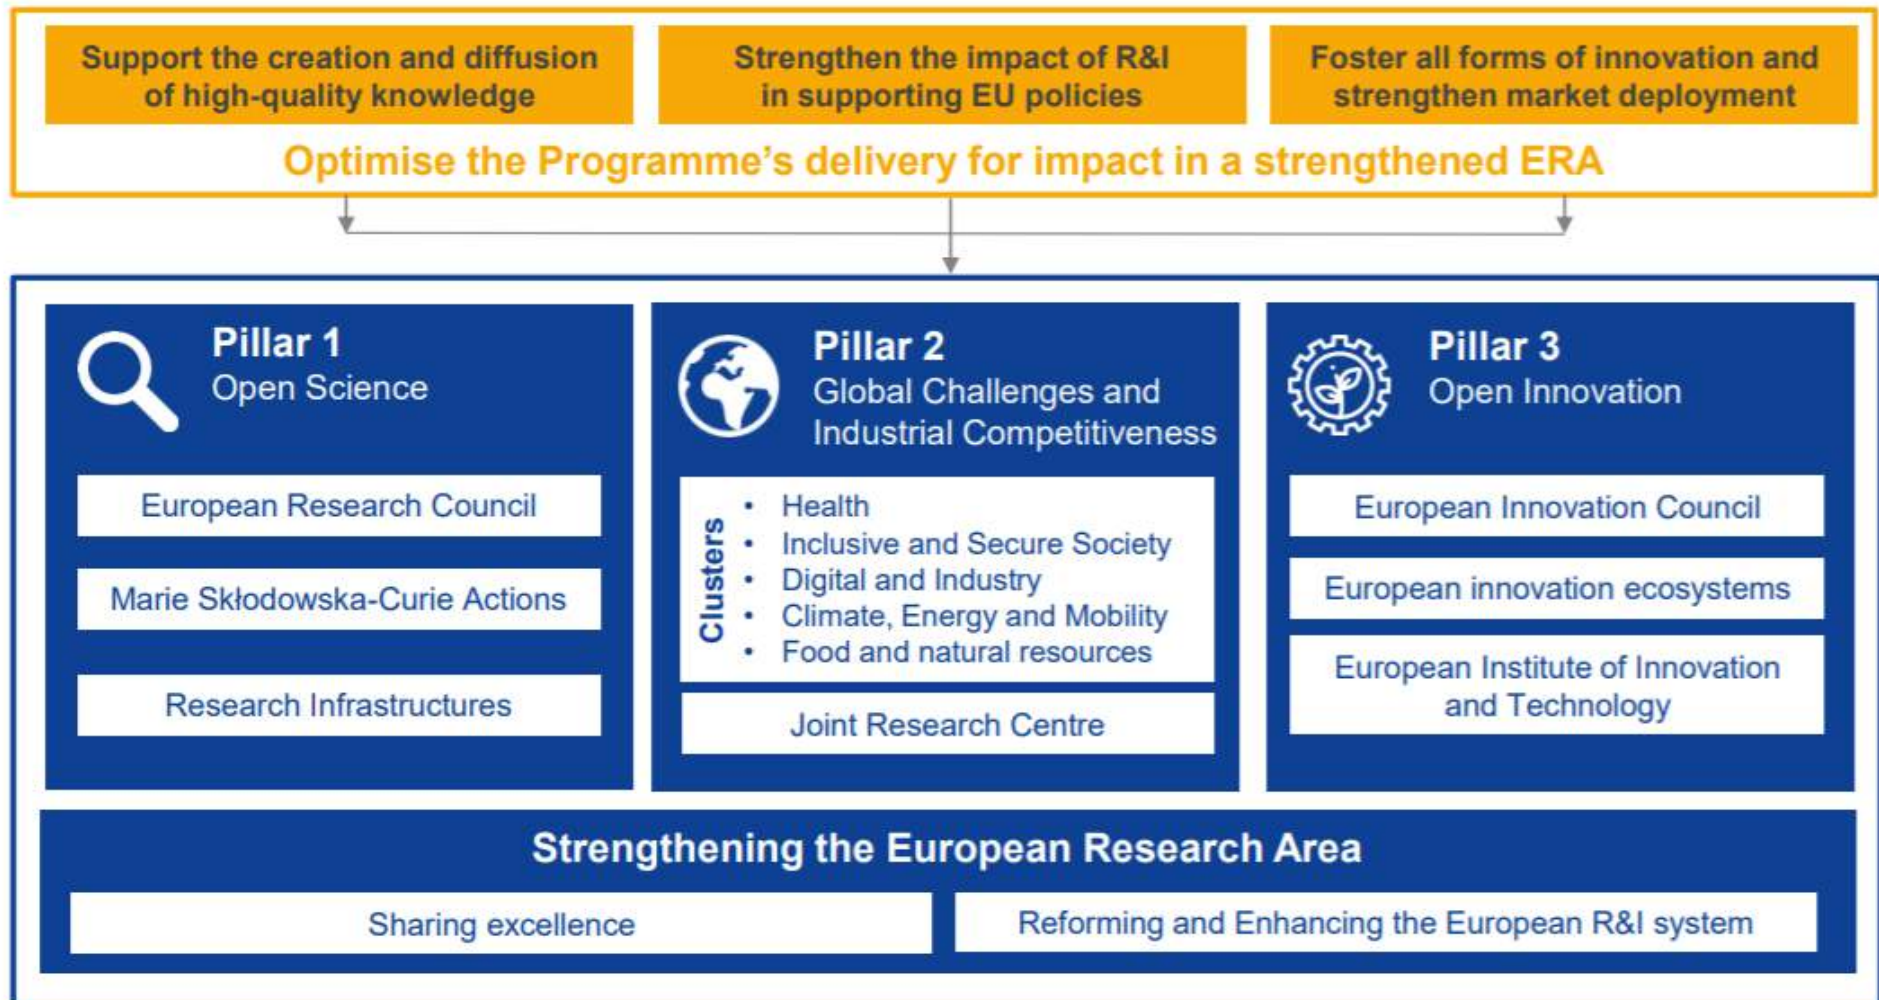 Support the creation and diffusion
of high-quality knowledge
Strengthen the impact of R&I
in supporting EU policies
Foster all forms of innovation and
strengthen market deployment
Optimise the Programme's delivery for impact in a strengthened ERA
Pillar 1
Open Science
European Research Council
Marie Skłodowska-Curie Actions
Research Infrastructures
Pillar 2
Global Challenges and
Industrial Competitiveness
Clusters
• Health
• Inclusive and Secure Society
• Digital and Industry
• Climate, Energy and Mobility
• Food and natural resources
Joint Research Centre
Pillar 3
Open Innovation
European Innovation Council
European innovation ecosystems
European Institute of Innovation
and Technology
Strengthening the European Research Area
Sharing excellence
Reforming and Enhancing the European R&I system